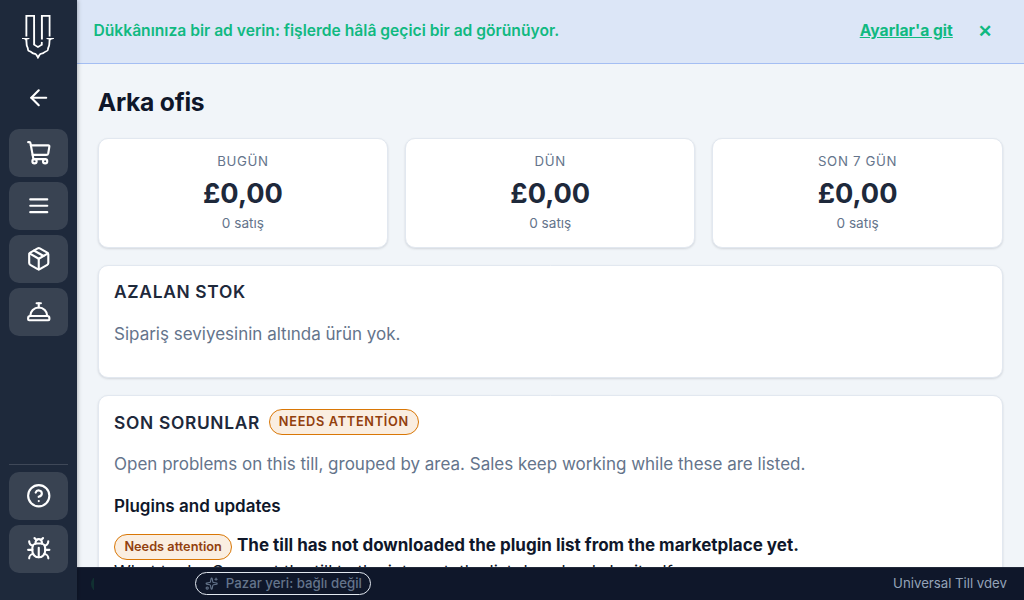 Dükkânınıza bir ad verin: fişlerde hâlâ geçici bir ad görünüyor.
Ayarlar'a git
Arka ofis
BUGÜN
£0,00
0 satış
DÜN
£0,00
0 satış
SON 7 GÜN
£0,00
0 satış
AZALAN STOK
Sipariş seviyesinin altında ürün yok.
SON SORUNLAR NEEDS ATTENTİON
Open problems on this till, grouped by area. Sales keep working while these are listed.
Plugins and updates
Needs attention The till has not downloaded the plugin list from the marketplace yet.
Pazar yeri: bağlı değil
Universal Till vdev